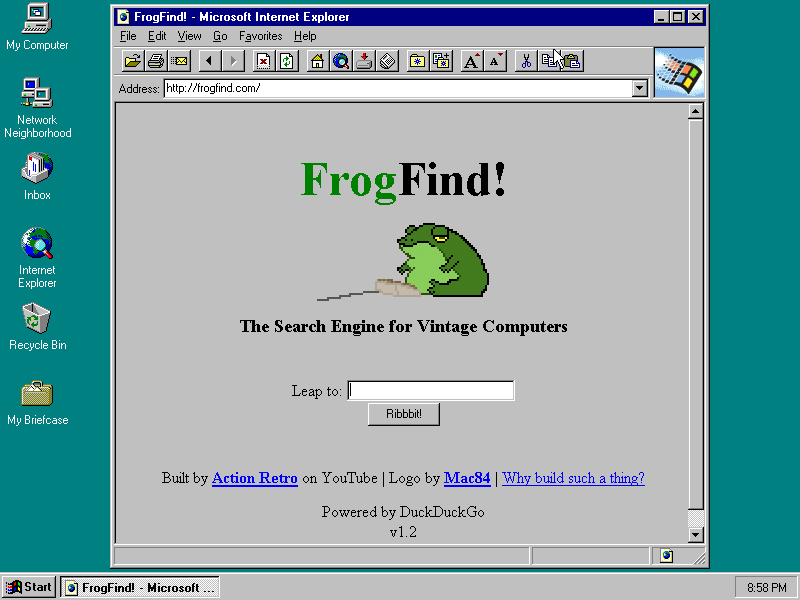 My Computer
Network
Neighborhood
Inbox
Internet
Explorer
Recycle Bin
My Briefcase
FrogFind! - Microsoft Internet Explorer
File Edit View Go Favorites Help
A A
Address: http://frogfind.com/
FrogFind!
The Search Engine for Vintage Computers
Leap to:
Ribbbit!
Built by Action Retro on YouTube | Logo by Mac84 | Why build such a thing?
Powered by DuckDuckGo
v1.2
Start FrogFind! - Microsoft ... 8:58 PM